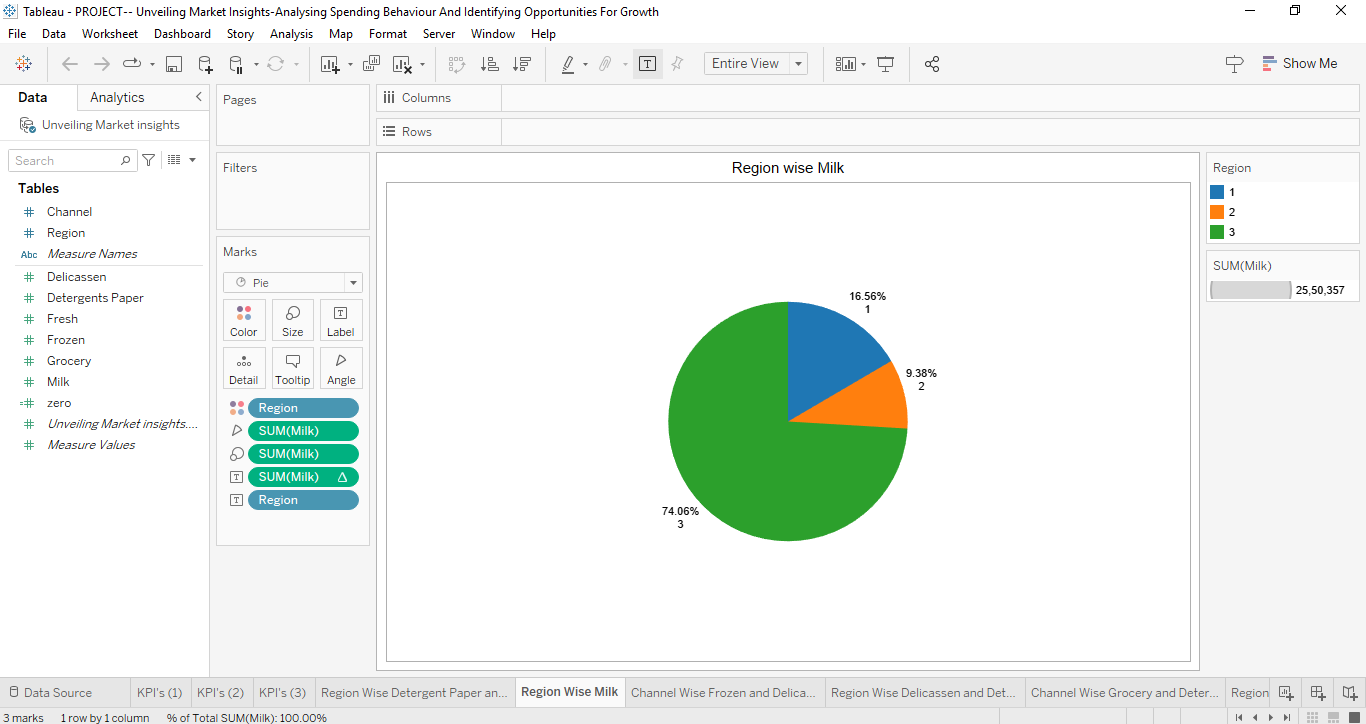 Tableau - PROJECT-- Unveiling Market Insights-Analysing Spending Behaviour And Identifying Opportunities For Growth
File Data Worksheet Dashboard Story Analysis Map Format Server Window Help
Entire View
Show Me
Data Analytics
Unveiling Market insights
Search
Tables
Channel
Region
Abc Measure Names
Delicassen
Detergents Paper
Fresh
Frozen
Grocery
Milk
zero
Unveiling Market insights....
Measure Values
Pages
Filters
Marks
Pie
Color Size Label
Detail Tooltip Angle
Region
SUM(Milk)
SUM(Milk)
SUM(Milk)
Region
Columns
Rows
Region wise Milk
16.56%
1
9.38%
2
74.06%
3
Region
1
2
3
SUM(Milk)
25,50,357
Data Source KPI's (1) KPI's (2) KPI's (3) Region Wise Detergent Paper an... Region Wise Milk Channel Wise Frozen and Delica... Region Wise Delicassen and Det... Channel Wise Grocery and Deter... Region
3 marks 1 row by 1 column % of Total SUM(Milk): 100.00%